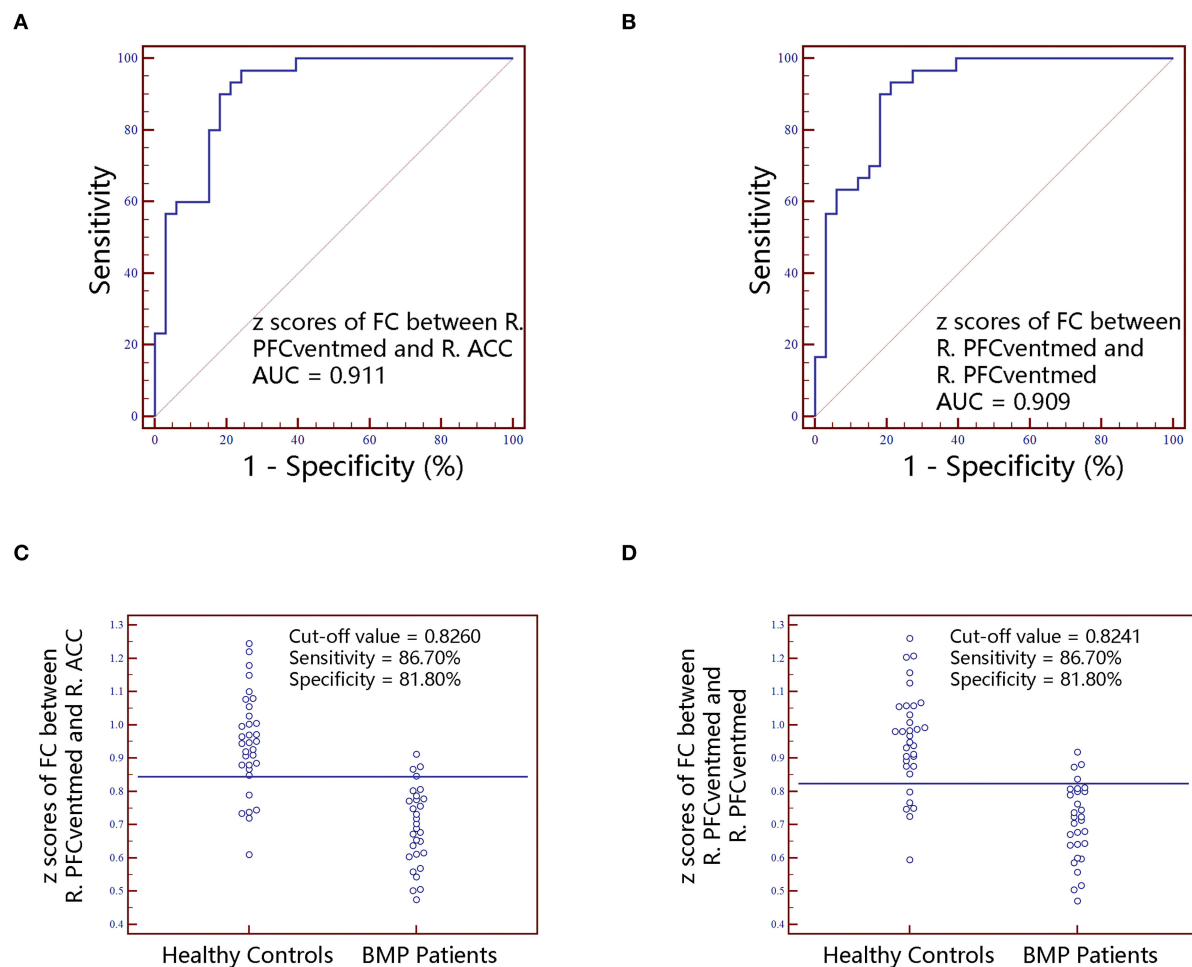 A
100
80
60
40
20
0
Sensitivity
z scores of FC between R.
PFCventmed and R. ACC
AUC = 0.911
0 20 40 60 80 100
1 - Specificity (%)
B
100
80
60
40
20
0
Sensitivity
z scores of FC between
R. PFCventmed and
R. PFCventmed
AUC = 0.909
0 20 40 60 80 100
1 - Specificity (%)
C
z scores of FC between
R. PFCventmed and R. ACC
1.3
1.2
1.1
1.0
0.9
0.8
0.7
0.6
0.5
0.4
Cut-off value = 0.8260
Sensitivity = 86.70%
Specificity = 81.80%
Healthy Controls BMP Patients
D
z scores of FC between
R. PFCventmed and
R. PFCventmed
1.3
1.2
1.1
1.0
0.9
0.8
0.7
0.6
0.5
0.4
Cut-off value = 0.8241
Sensitivity = 86.70%
Specificity = 81.80%
Healthy Controls BMP Patients